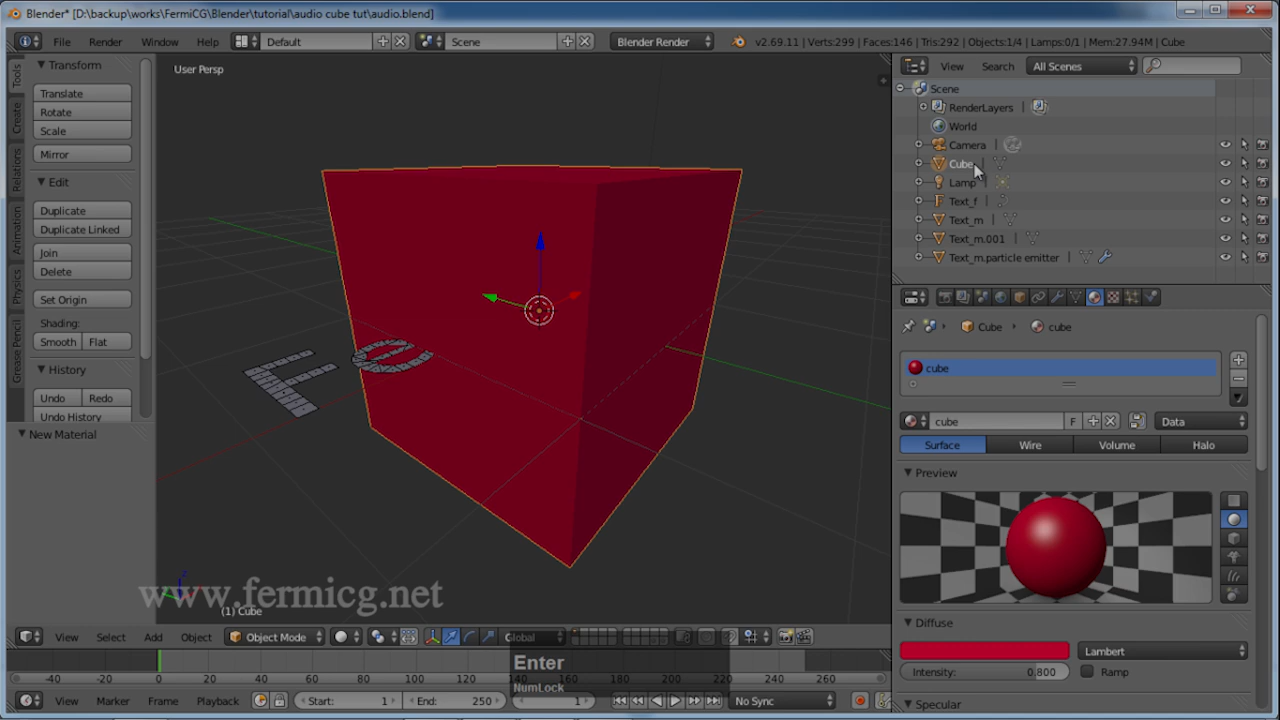 Blender* [D:\backup\works\FermiCG\Blender\tutorial\audio cube tut\audio.blend]
File Render Window Help Default Scene Blender Render v2.69.11 | Verts:299 | Faces:146 | Tris:292 | Objects:1/4 | Lamps:0/1 | Mem:27.94M | Cube
Tools
Create
Relations
Animation
Physics
Grease Pencil
Transform
Translate
Rotate
Scale
Mirror
Edit
Duplicate
Duplicate Linked
Join
Delete
Set Origin
Shading:
Smooth Flat
History
Undo Redo
Undo History
New Material
User Persp
www.fermicg.net
(1) Cube
View Select Add Object Object Mode Global
Enter
NumLock
-40 -20 0 20 40 60 80 100 120 140 160 180 200 220 240 260
View Marker Frame Playback Start: 1 End: 250 1 No Sync
View Search All Scenes
Scene
RenderLayers
World
Camera
Cube
Lamp
Text_f
Text_m
Text_m.001
Text_m.particle emitter
Cube cube
cube
cube F Data
Surface Wire Volume Halo
Preview
Diffuse
Lambert
Intensity: 0.800 Ramp
Specular